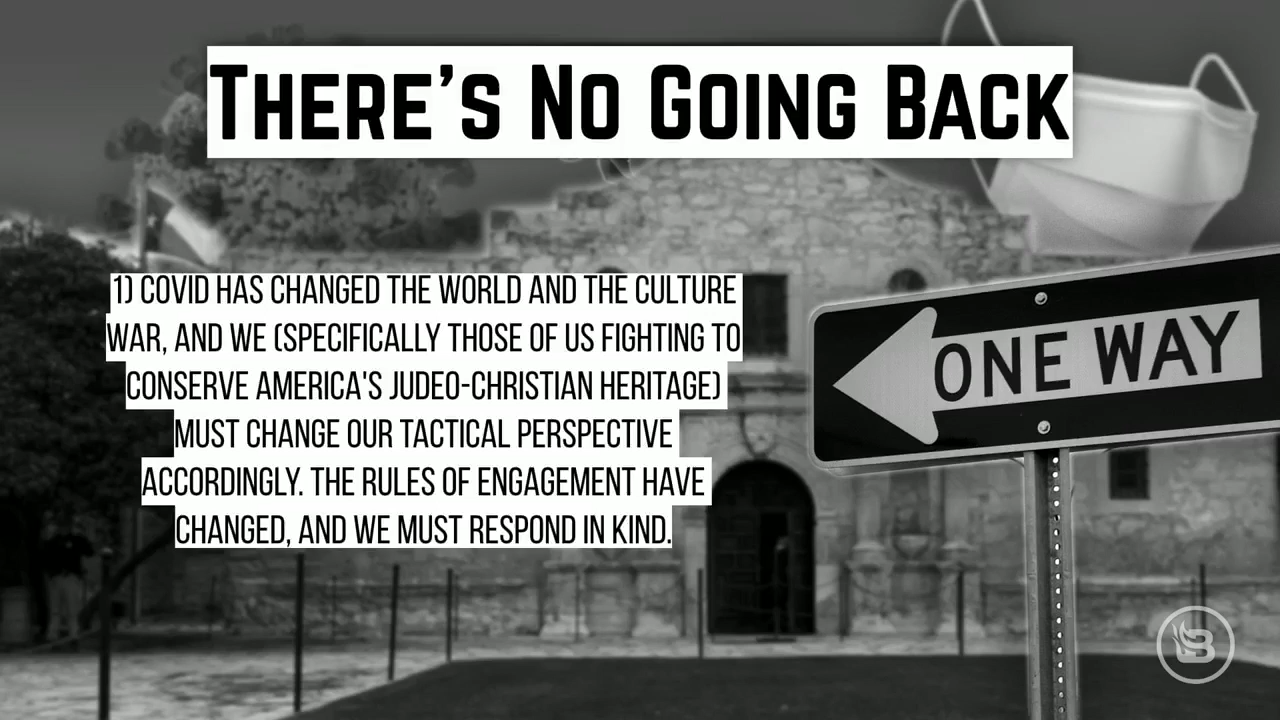 There's No Going Back
1) COVID HAS CHANGED THE WORLD AND THE CULTURE
WAR, AND WE (SPECIFICALLY THOSE OF US FIGHTING TO
CONSERVE AMERICA'S JUDEO-CHRISTIAN HERITAGE)
MUST CHANGE OUR TACTICAL PERSPECTIVE
ACCORDINGLY. THE RULES OF ENGAGEMENT HAVE
CHANGED, AND WE MUST RESPOND IN KIND.
ONE WAY
B